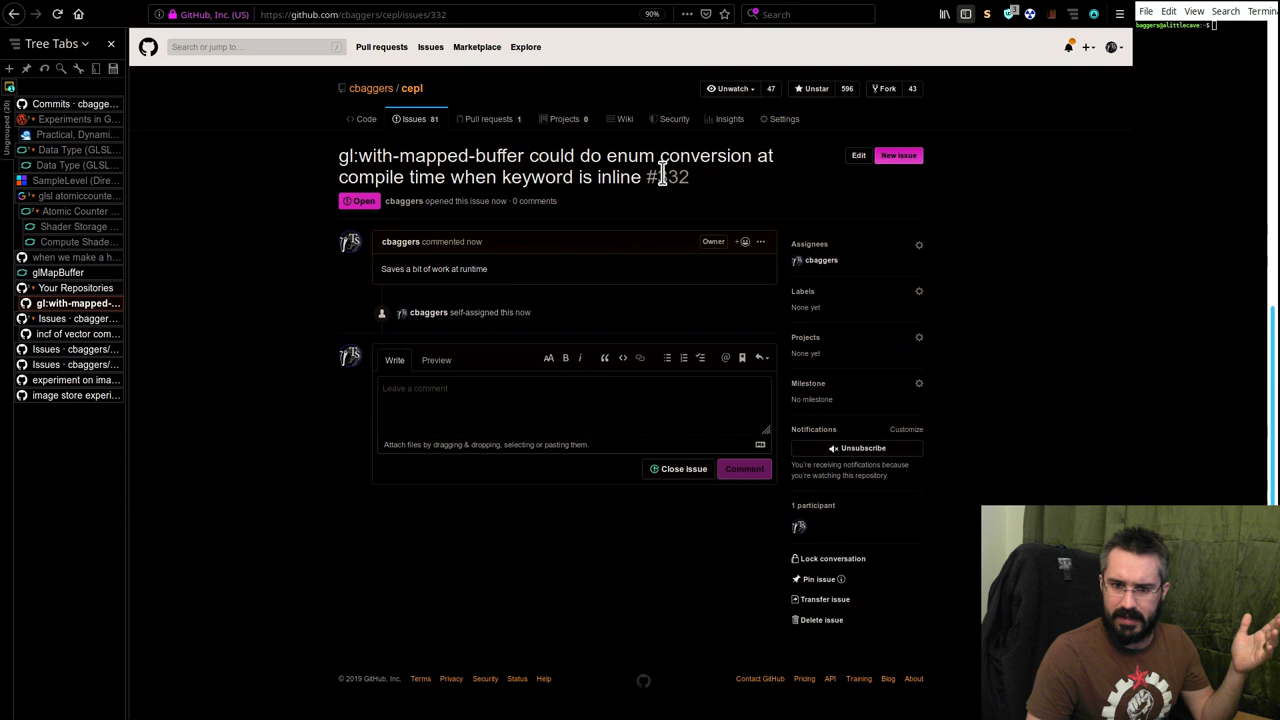 GitHub, Inc. (US)
https://github.com/cbaggers/cepl/issues/332
90%
Search
File Edit View Search Termin
baggers@alittlecave:~$
Tree Tabs
Ungrouped (20)
Commits · cbagge...
Experiments in G...
Practical, Dynami...
Data Type (GLSL...
Data Type (GLSL...
SampleLevel (Dire...
glsl atomiccounte...
Atomic Counter ...
Shader Storage ...
Compute Shade...
when we make a h...
glMapBuffer
Your Repositories
gl:with-mapped-...
Issues · cbagger...
incf of vector com...
Issues · cbaggers/...
Issues · cbaggers/...
experiment on ima...
image store experi...
Search or jump to...
/
Pull requests Issues Marketplace Explore
cbaggers / cepl
Unwatch 47 Unstar 596 Fork 43
Code Issues 81 Pull requests 1 Projects 0 Wiki Security Insights Settings
gl:with-mapped-buffer could do enum conversion at
compile time when keyword is inline #332
Edit New issue
Open cbaggers opened this issue now · 0 comments
cbaggers commented now Owner
Saves a bit of work at runtime
cbaggers self-assigned this now
Write Preview
Leave a comment
Attach files by dragging & dropping, selecting or pasting them.
Close issue Comment
Assignees
cbaggers
Labels
None yet
Projects
None yet
Milestone
No milestone
Notifications Customize
Unsubscribe
You're receiving notifications because
you're watching this repository.
1 participant
Lock conversation
Pin issue
Transfer issue
Delete issue
© 2019 GitHub, Inc. Terms Privacy Security Status Help
Contact GitHub Pricing API Training Blog About